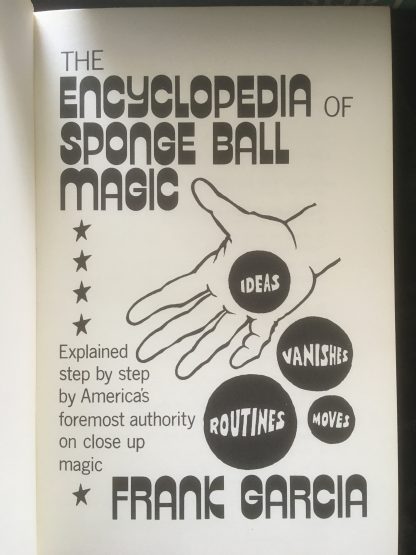 THE
ENCYCLOPEDIA OF
SPONGE BALL
MAGIC
IDEAS
VANISHES
ROUTINES
MOVES
Explained
step by step
by America's
foremost authority
on close up
magic
FRANK GARCIA